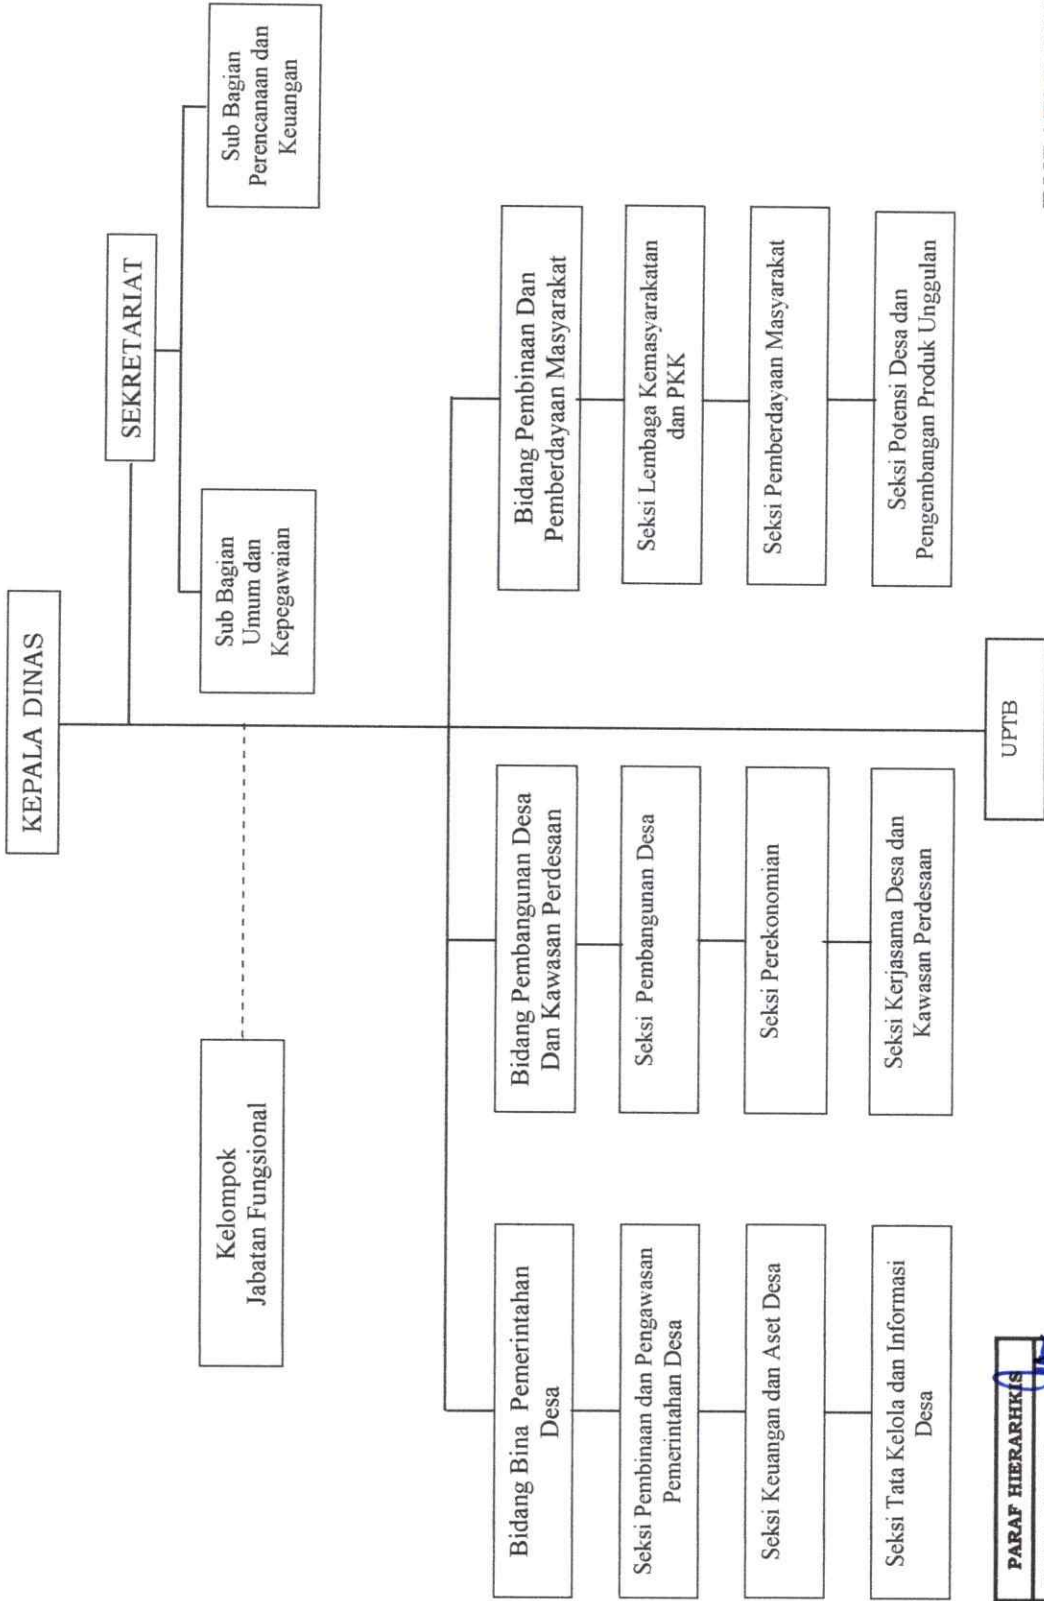 KEPALA DINAS
SEKRETARIAT
Kelompok
Jabatan Fungsional
Sub Bagian
Umum dan
Kepegawaian
Sub Bagian
Perencanaan dan
Keuangan
Bidang Bina Pemerintahan
Desa
Seksi Pembinaan dan Pengawasan
Pemerintahan Desa
Seksi Keuangan dan Aset Desa
Seksi Tata Kelola dan Informasi
Desa
Bidang Pembangunan Desa
Dan Kawasan Perdesaan
Seksi Pembangunan Desa
Seksi Perekonomian
Seksi Kerjasama Desa dan
Kawasan Perdesaan
Bidang Pembinaan Dan
Pemberdayaan Masyarakat
Seksi Lembaga Kemasyarakatan
dan PKK
Seksi Pemberdayaan Masyarakat
Seksi Potensi Desa dan
Pengembangan Produk Unggulan
UPTB
PARAF HIERARHKIS